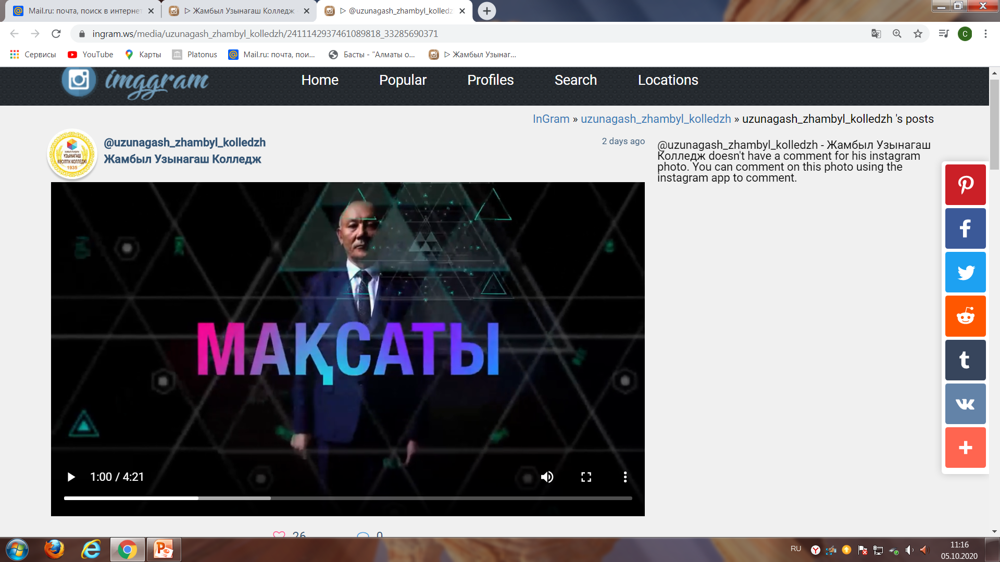 Mail.ru: почта, поиск в интернет
▷ Жамбыл Узынагаш Колледж
▷ @uzunagash_zhambyl_kolledz
ingram.ws/media/uzunagash_zhambyl_kolledzh/2411142937461089818_33285690371
C
Сервисы
YouTube
Карты
Platonus
Mail.ru: почта, пои...
Басты - "Алматы о...
▷ Жамбыл Узынаг...
imggram
Home
Popular
Profiles
Search
Locations
InGram » uzunagash_zhambyl_kolledzh » uzunagash_zhambyl_kolledzh 's posts
ҰЗЫНАҒАШ
КӘСІПТІК КОЛЛЕДЖІ
1935
@uzunagash_zhambyl_kolledzh
Жамбыл Узынагаш Колледж
2 days ago
@uzunagash_zhambyl_kolledzh - Жамбыл Узынагаш
Колледж doesn't have a comment for his instagram
photo. You can comment on this photo using the
instagram app to comment.
МАҚСАТЫ
1:00 / 4:21
26
0
RU
11:16
05.10.2020